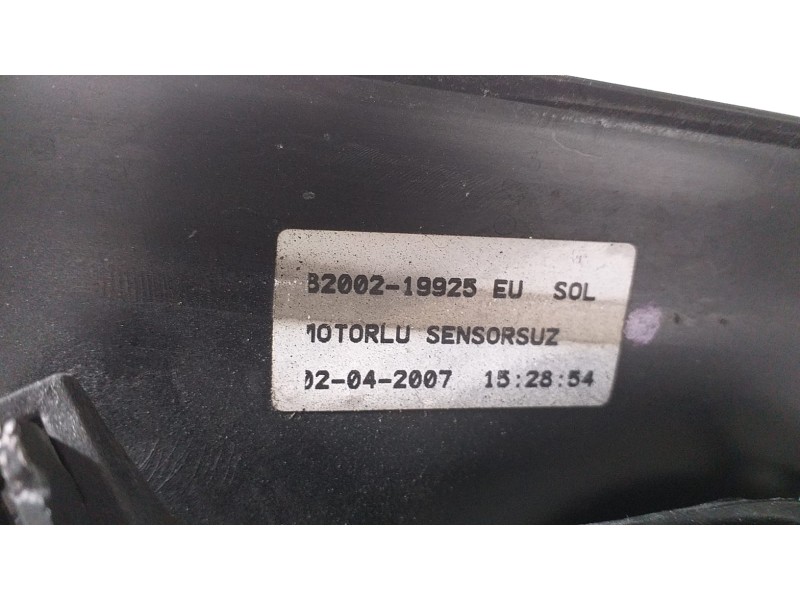 B2002-19925 EU SOL
MOTORLU SENSORSUZ
02-04-2007 15:28:54